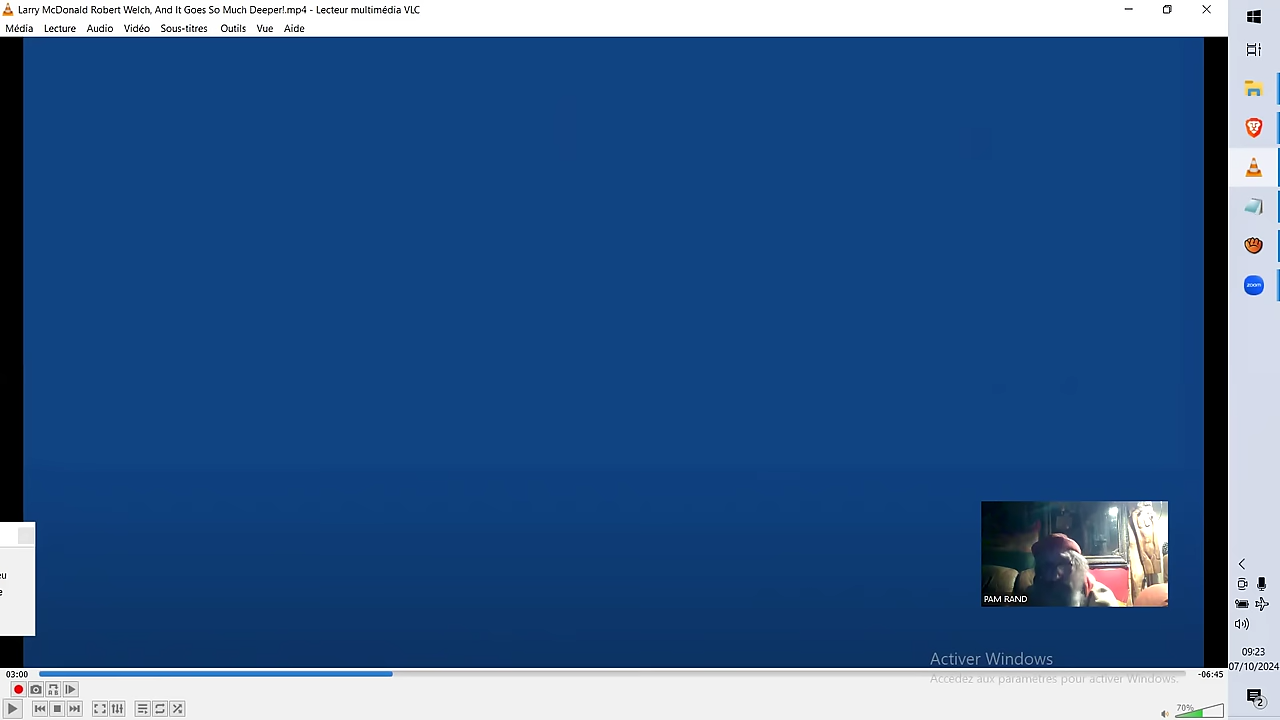 Larry McDonald Robert Welch, And It Goes So Much Deeper!.mp4 - Lecteur multimédia VLC
Média Lecture Audio Vidéo Sous-titres Outils Vue Aide
zoom
eu
e
PAM RAND
Activer Windows
Accédez aux paramètres pour activer Windows.
03:00
-06:45
09:23
07/10/2024
70%
2